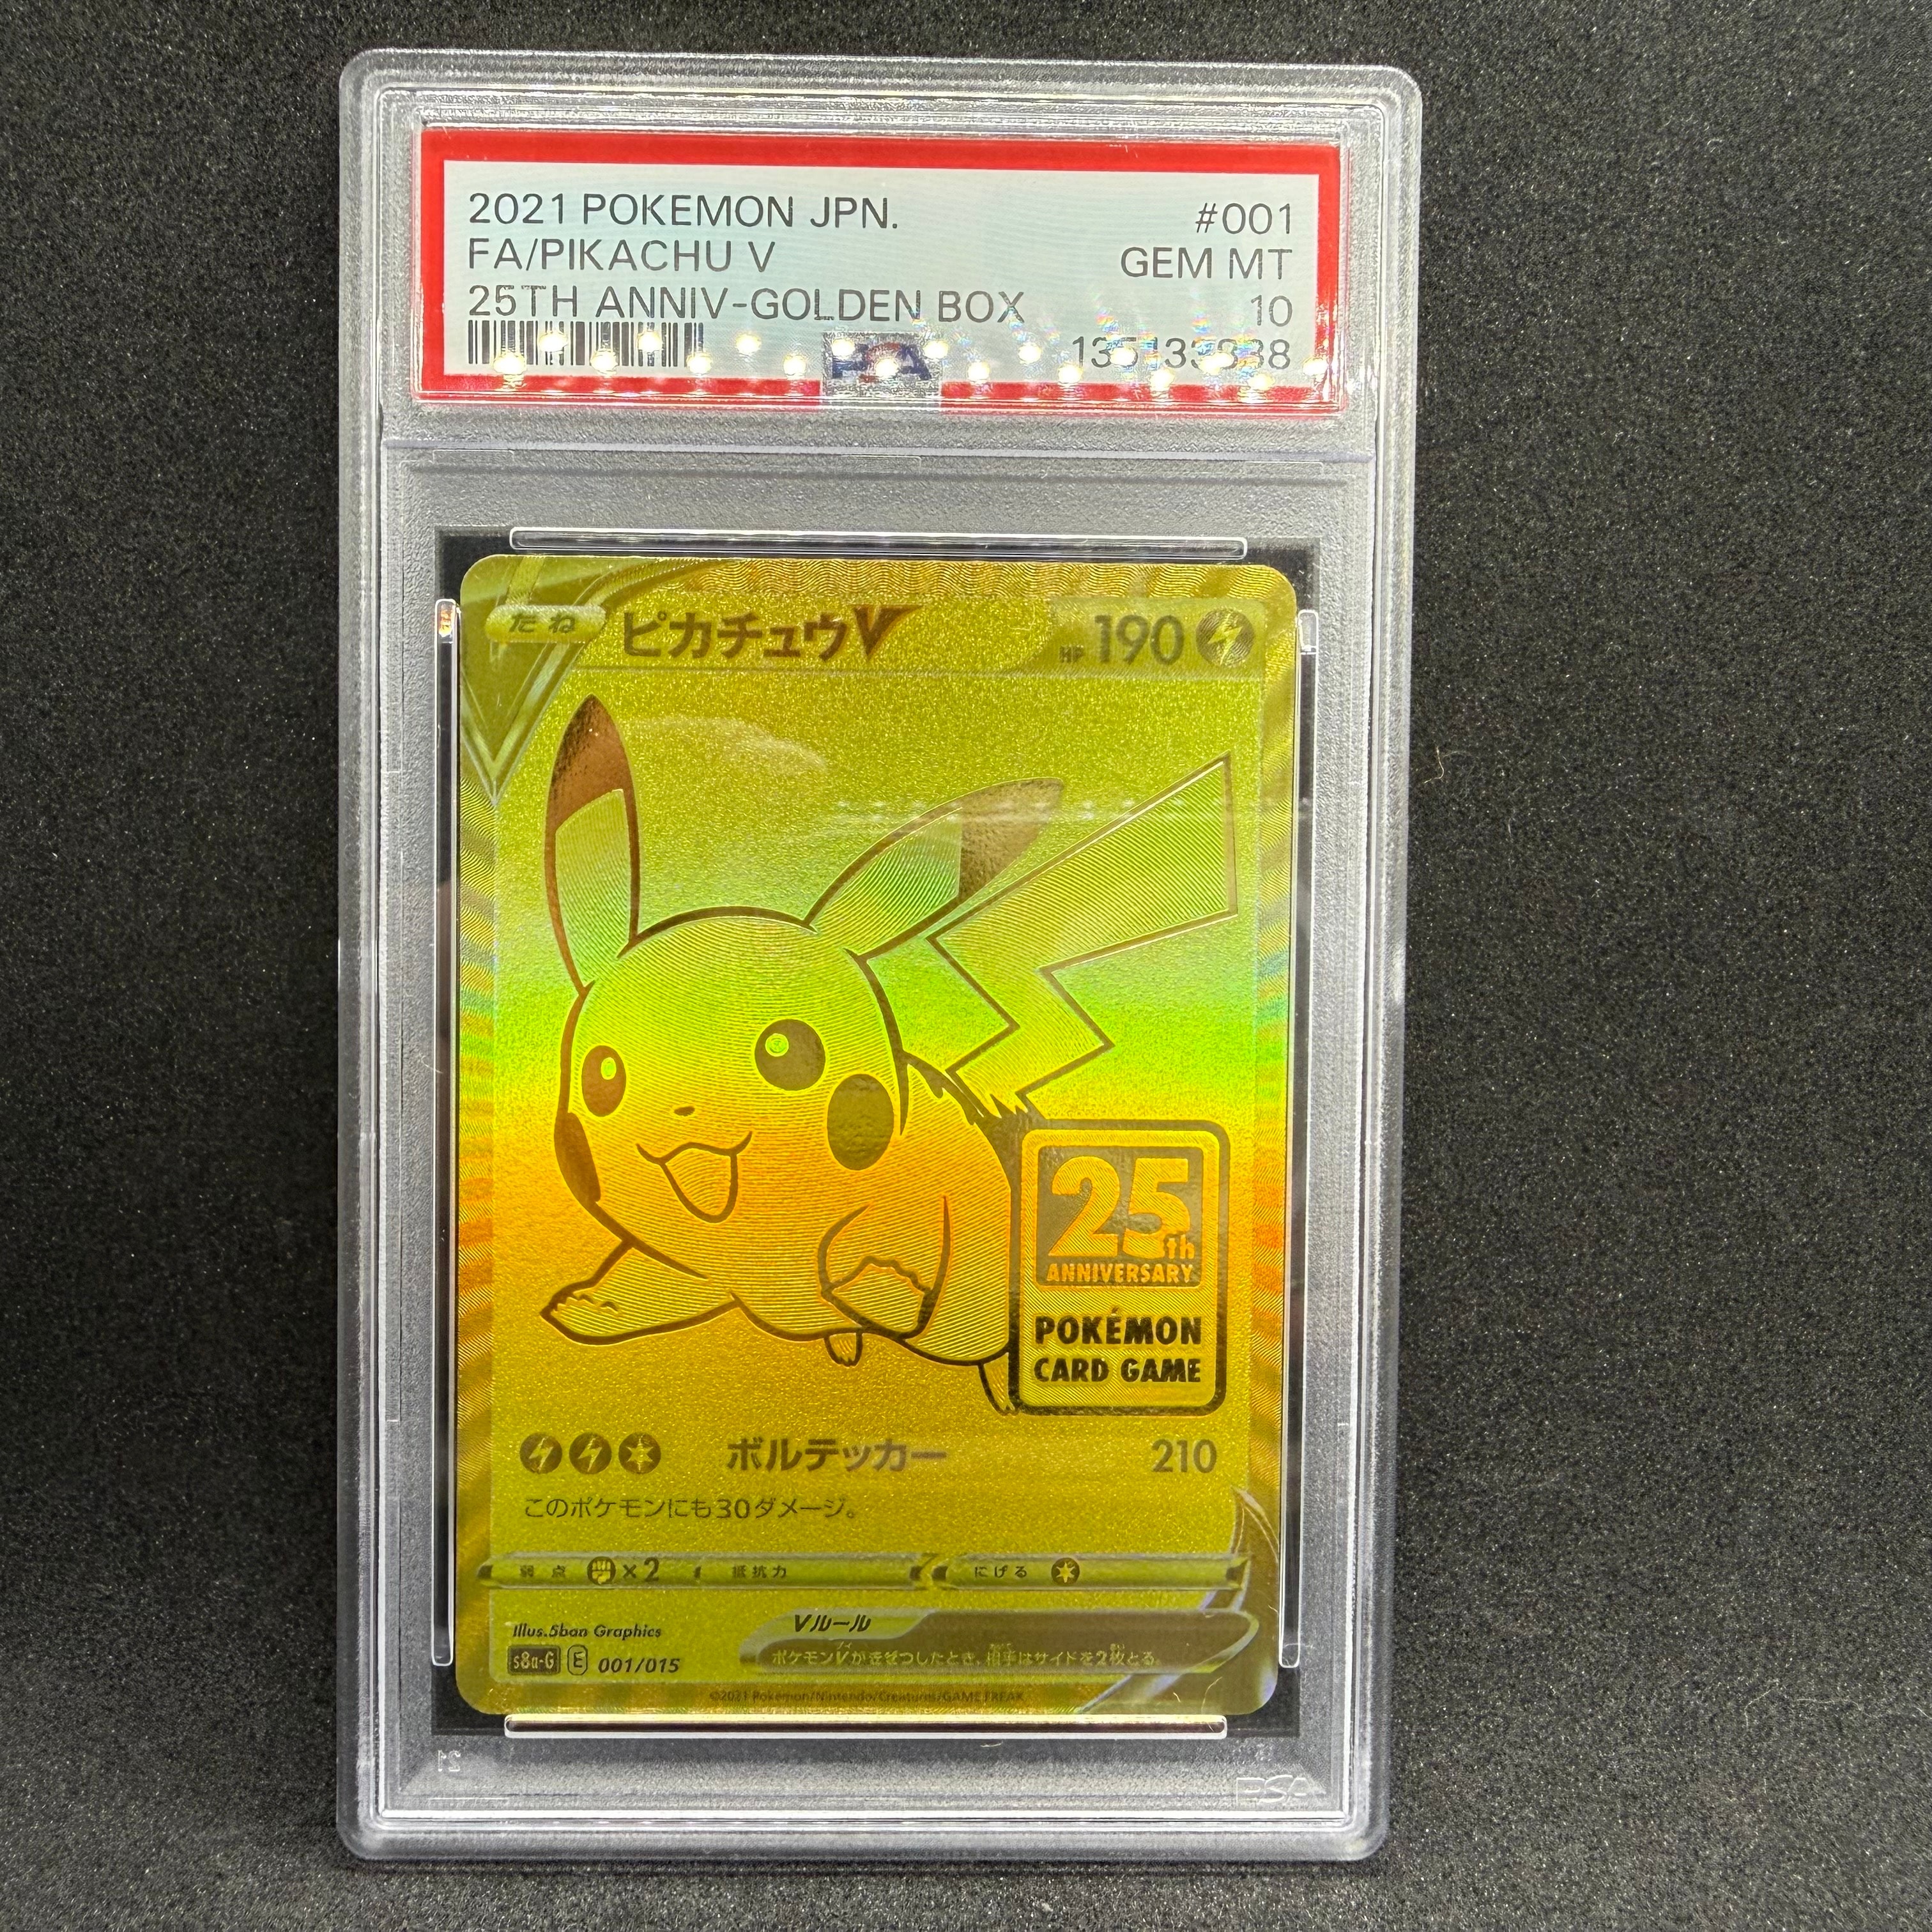 2021 POKEMON JPN. #001
FA/PIKACHU V GEM MT
25TH ANNIV-GOLDEN BOX 10
PSA
たね ピカチュウV HP 190
25th
ANNIVERSARY
POKÉMON
CARD GAME
ボルテッカー 210
このポケモンにも30ダメージ。
弱点 ×2 抵抗力 にげる
Illus.5ban Graphics Vルール
ポケモンVがきぜつしたとき、相手はサイドを2枚とる。
s8a-G E 001/015
©2021 Pokémon/Nintendo/Creatures/GAME FREAK
PSA